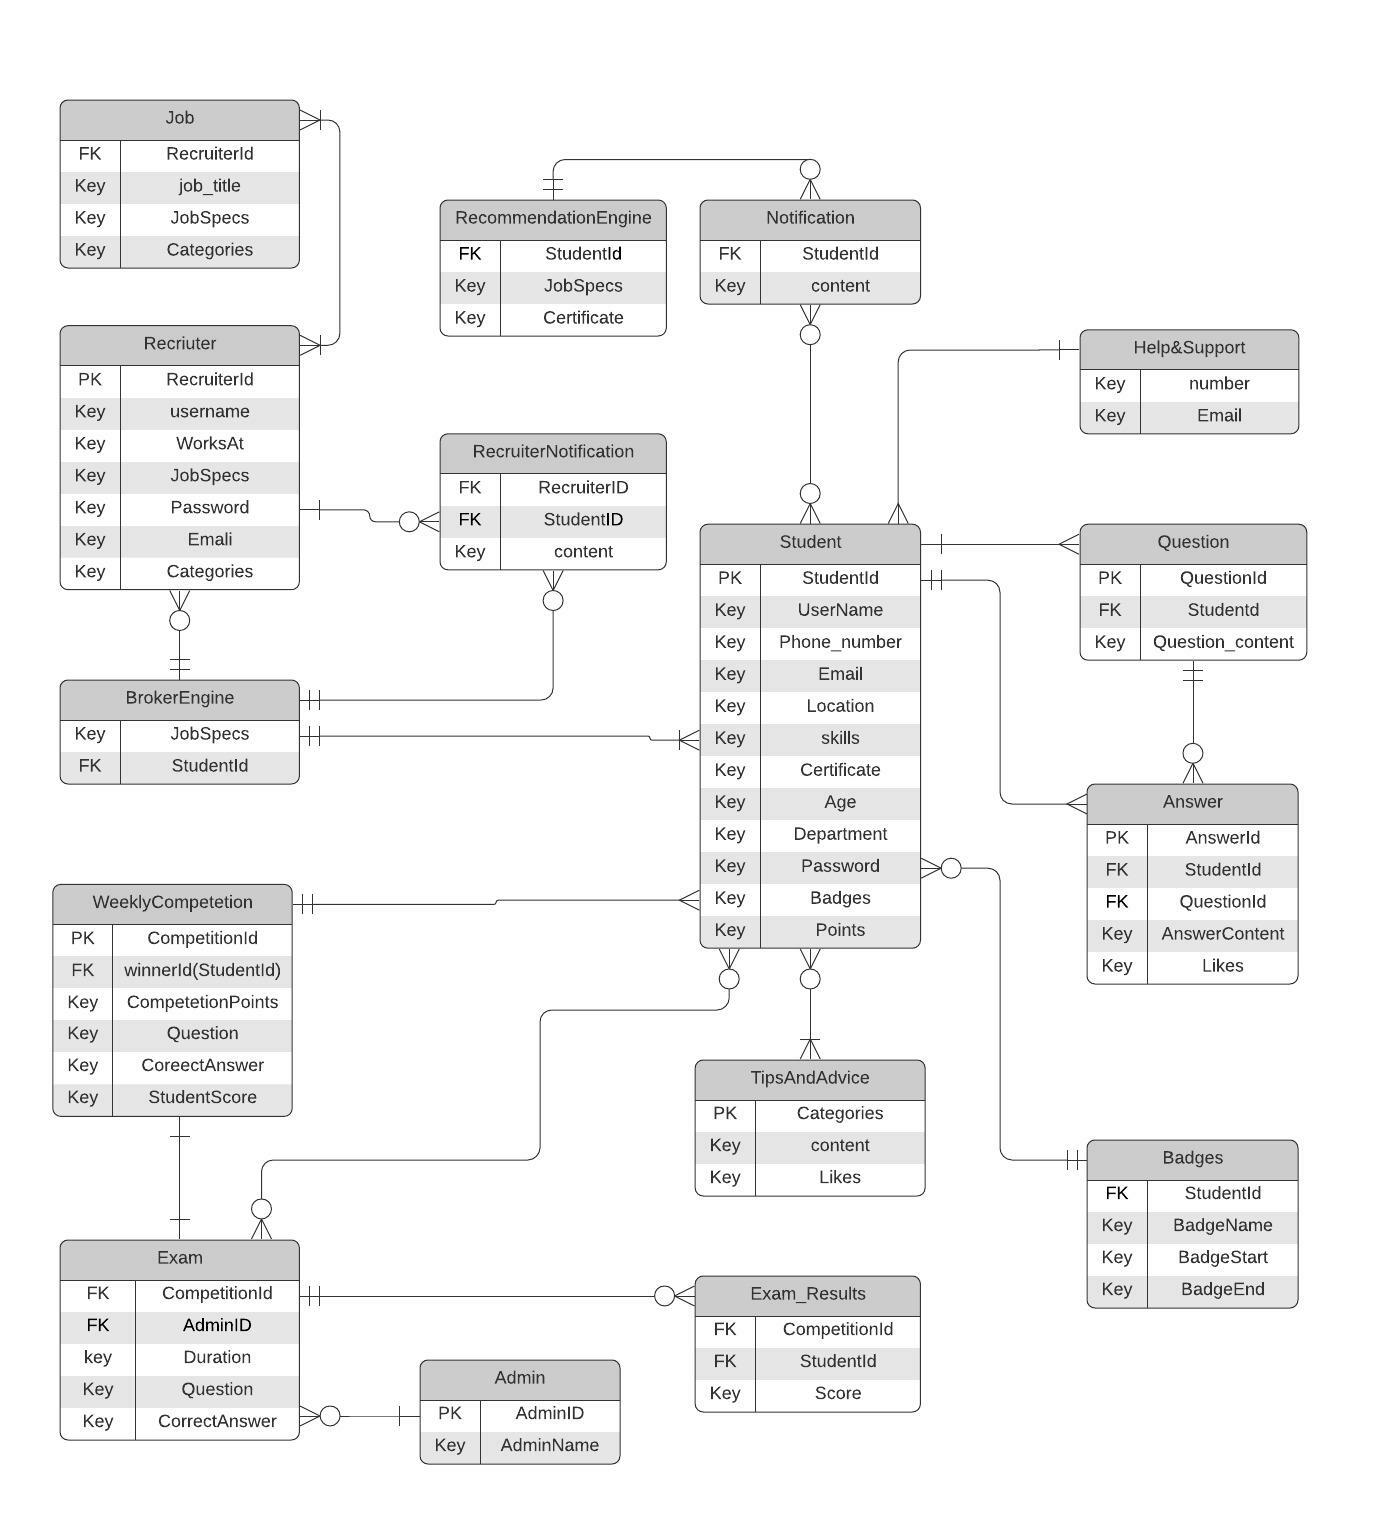 Job
FK RecruiterId
Key job_title
Key JobSpecs
Key Categories
RecommendationEngine
FK StudentId
Key JobSpecs
Key Certificate
Notification
FK StudentId
Key content
Recriuter
PK RecruiterId
Key username
Key WorksAt
Key JobSpecs
Key Password
Key Emali
Key Categories
Help&Support
Key number
Key Email
RecruiterNotification
FK RecruiterID
FK StudentID
Key content
Student
PK StudentId
Key UserName
Key Phone_number
Key Email
Key Location
Key skills
Key Certificate
Key Age
Key Department
Key Password
Key Badges
Key Points
Question
PK QuestionId
FK Studentd
Key Question_content
BrokerEngine
Key JobSpecs
FK StudentId
Answer
PK AnswerId
FK StudentId
FK QuestionId
Key AnswerContent
Key Likes
WeeklyCompetetion
PK CompetitionId
FK winnerId(StudentId)
Key CompetetionPoints
Key Question
Key CoreectAnswer
Key StudentScore
TipsAndAdvice
PK Categories
Key content
Key Likes
Badges
FK StudentId
Key BadgeName
Key BadgeStart
Key BadgeEnd
Exam
FK CompetitionId
FK AdminID
key Duration
Key Question
Key CorrectAnswer
Exam_Results
FK CompetitionId
FK StudentId
Key Score
Admin
PK AdminID
Key AdminName